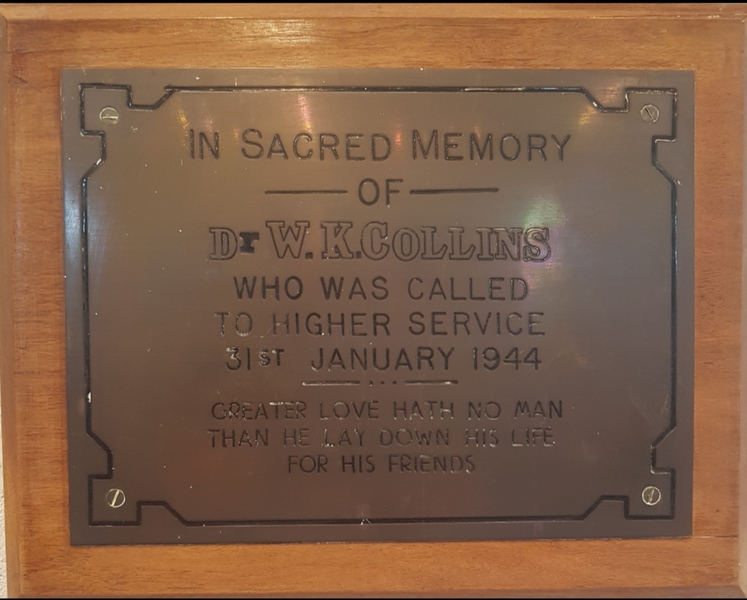 IN SACRED MEMORY
OF
Dr W. K. COLLINS
WHO WAS CALLED
TO HIGHER SERVICE
31ST JANUARY 1944
GREATER LOVE HATH NO MAN
THAN HE LAY DOWN HIS LIFE
FOR HIS FRIENDS